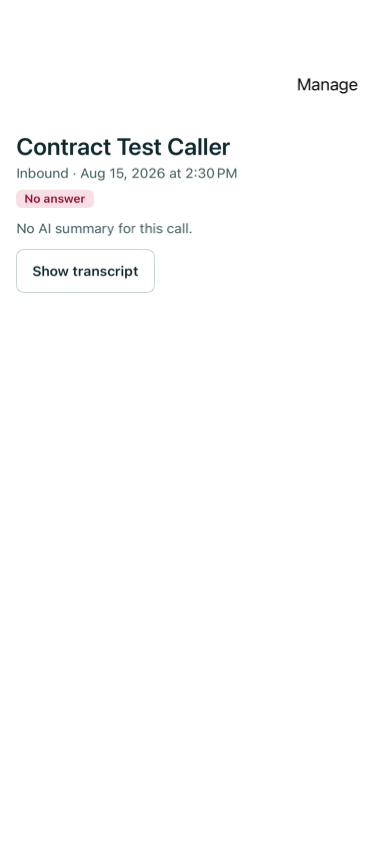 Manage
Contract Test Caller
Inbound · Aug 15, 2026 at 2:30 PM
No answer
No AI summary for this call.
Show transcript